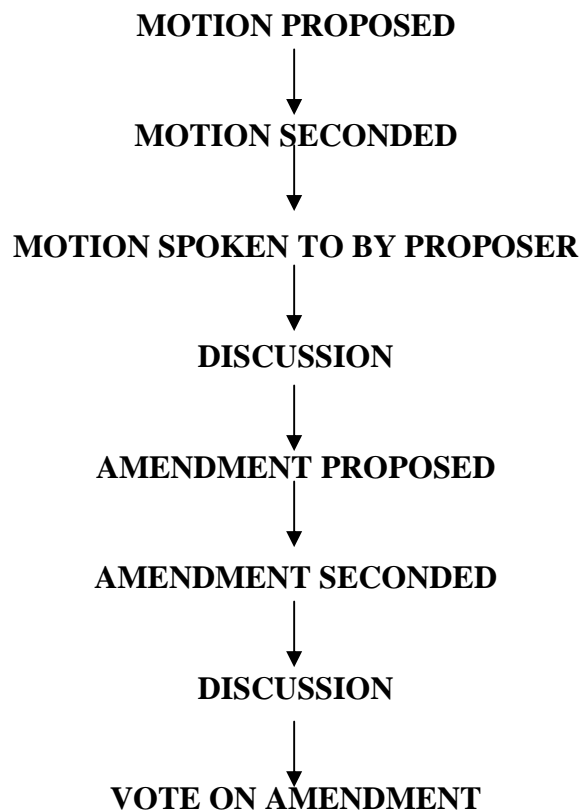 MOTION PROPOSED
MOTION SECONDED
MOTION SPOKEN TO BY PROPOSER
DISCUSSION
AMENDMENT PROPOSED
AMENDMENT SECONDED
DISCUSSION
VOTE ON AMENDMENT